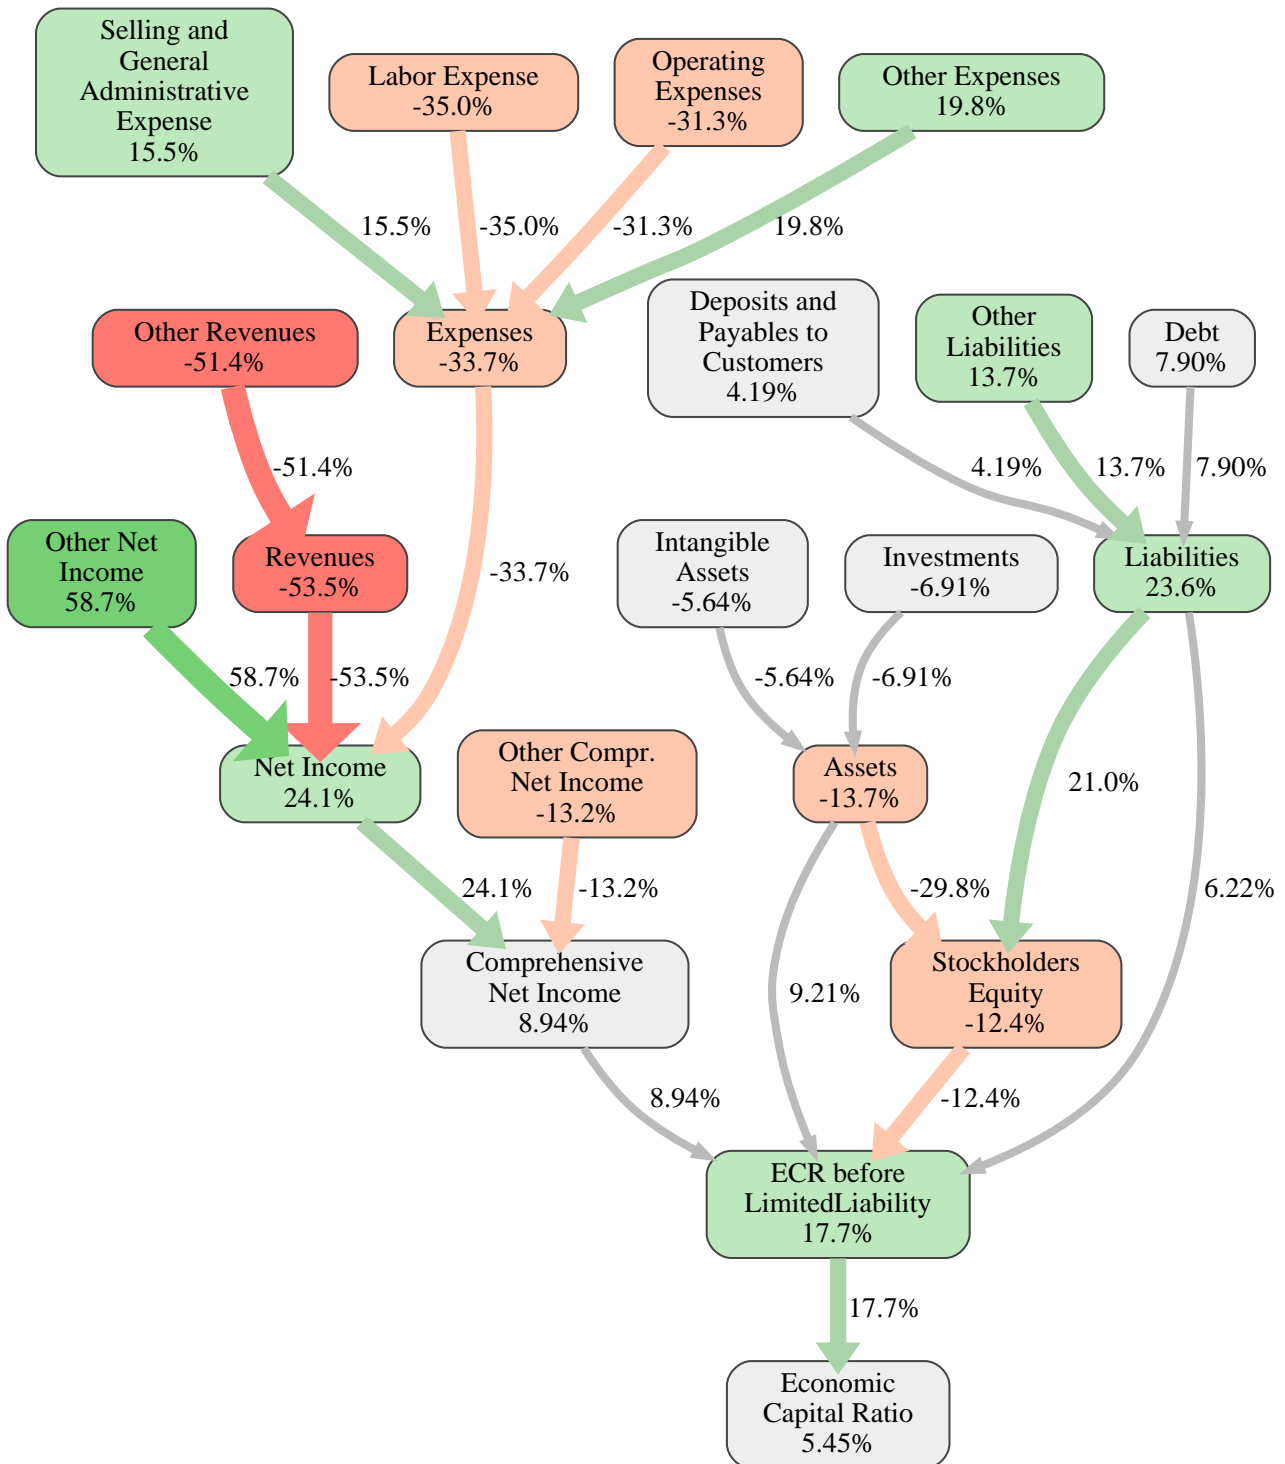 Selling and
General
Administrative
Expense
15.5%
Labor Expense
-35.0%
Operating
Expenses
-31.3%
Other Expenses
19.8%
15.5%
-35.0%
-31.3%
19.8%
Other Revenues
-51.4%
Expenses
-33.7%
Deposits and
Payables to
Customers
4.19%
Other
Liabilities
13.7%
Debt
7.90%
-51.4%
4.19%
13.7%
7.90%
Other Net
Income
58.7%
Revenues
-53.5%
-33.7%
Intangible
Assets
-5.64%
Investments
-6.91%
Liabilities
23.6%
58.7%
-53.5%
-5.64%
-6.91%
Net Income
24.1%
Other Compr.
Net Income
-13.2%
Assets
-13.7%
21.0%
24.1%
-13.2%
-29.8%
6.22%
Comprehensive
Net Income
8.94%
9.21%
Stockholders
Equity
-12.4%
8.94%
-12.4%
ECR before
LimitedLiability
17.7%
17.7%
Economic
Capital Ratio
5.45%